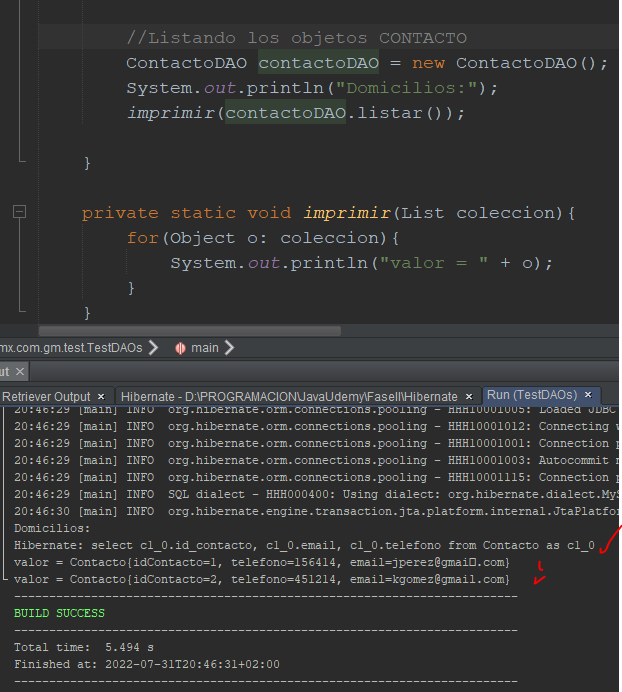 //Listando los objetos CONTACTO
ContactoDAO contactoDAO = new ContactoDAO();
System.out.println("Domicilios:");
imprimir(contactoDAO.listar());
}
private static void imprimir(List coleccion){
for(Object o: coleccion){
System.out.println("valor = " + o);
}
}
mx.com.gm.test.TestDAOs main
ut ×
Retriever Output × Hibernate - D:\PROGRAMACION\JavaUdemy\FaseII\Hibernate × Run (TestDAOs) ×
20:46:29 [main] INFO org.hibernate.orm.connections.pooling - HHH10001005: Loaded JDBC
20:46:29 [main] INFO org.hibernate.orm.connections.pooling - HHH10001012: Connecting w
20:46:29 [main] INFO org.hibernate.orm.connections.pooling - HHH10001001: Connection p
20:46:29 [main] INFO org.hibernate.orm.connections.pooling - HHH10001003: Autocommit m
20:46:29 [main] INFO org.hibernate.orm.connections.pooling - HHH10001115: Connection p
20:46:29 [main] INFO SQL dialect - HHH000400: Using dialect: org.hibernate.dialect.MyS
20:46:30 [main] INFO org.hibernate.engine.transaction.jta.platform.internal.JtaPlatfor
Domicilios:
Hibernate: select c1_0.id_contacto, c1_0.email, c1_0.telefono from Contacto as c1_0
valor = Contacto{idContacto=1, telefono=156414, email=jperez@gmai▯.com}
valor = Contacto{idContacto=2, telefono=451214, email=kgomez@gmail.com}
------------------------------------------------------------------------
BUILD SUCCESS
------------------------------------------------------------------------
Total time:  5.494 s
Finished at: 2022-07-31T20:46:31+02:00
------------------------------------------------------------------------